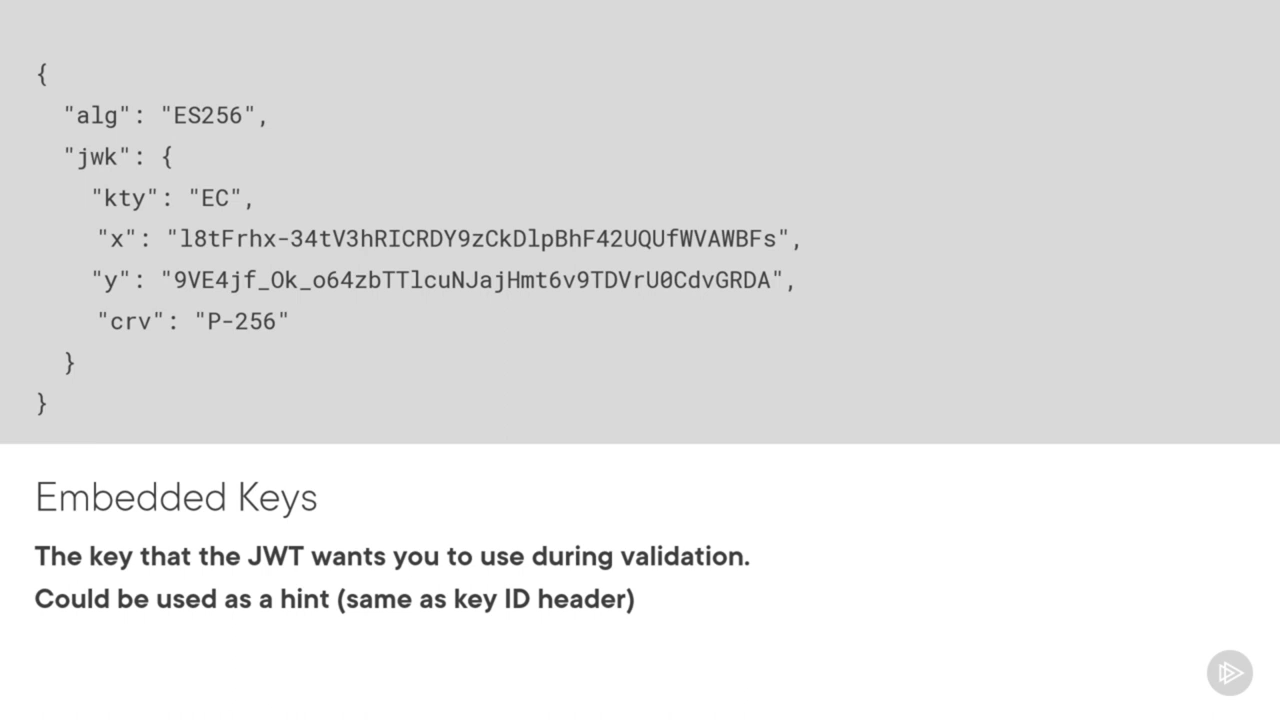 {
"alg": "ES256",
"jwk": {
"kty": "EC",
"x": "l8tFrhx-34tV3hRICRDY9zCkDlpBhF42UQUfWVAWBFs",
"y": "9VE4jf_Ok_o64zbTTlcuNJajHmt6v9TDVrU0CdvGRDA",
"crv": "P-256"
}
}
Embedded Keys
The key that the JWT wants you to use during validation.
Could be used as a hint (same as key ID header)